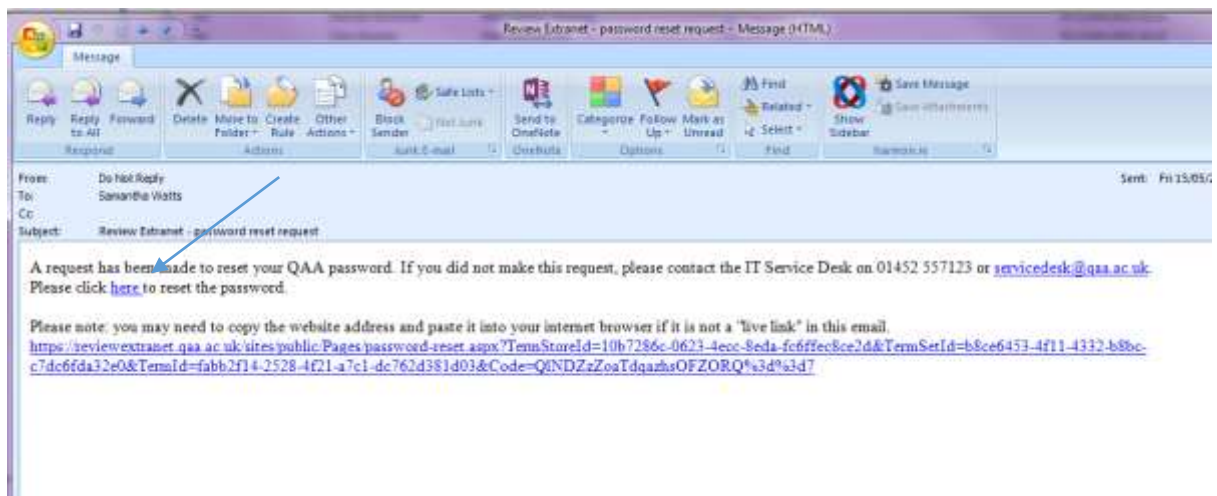 Review Extranet - password reset request - Message (HTML)
Message
Reply Reply to All Forward Delete Move to Folder Create Rule Other Actions Block Sender Safe Lists Not Junk Send to OneNote Categorize Follow Up Mark as Unread Find Related Select Show Sidebar Save Message Save Attachments
Respond Actions Junk E-mail OneNote Options Find harmon.ie
From: Do Not Reply Sent: Fri 15/05/2
To: Samantha Watts
Cc:
Subject: Review Extranet - password reset request
A request has been made to reset your QAA password. If you did not make this request, please contact the IT Service Desk on 01452 557123 or servicedesk@qaa.ac.uk.
Please click here to reset the password.
Please note: you may need to copy the website address and paste it into your internet browser if it is not a "live link" in this email.
https://reviewextranet.qaa.ac.uk/sites/public/Pages/password-reset.aspx?TermStoreId=10b7286c-0623-4ecc-8eda-fc6ffec8ce2d&TermSetId=b8ce6453-4f11-4332-b8bc-
c7dc6fda32e0&TermId=fabb2f14-2528-4f21-a7c1-dc762d381d03&Code=QlNDZzZoaTdqazhsOFZORQ%3d%3d7